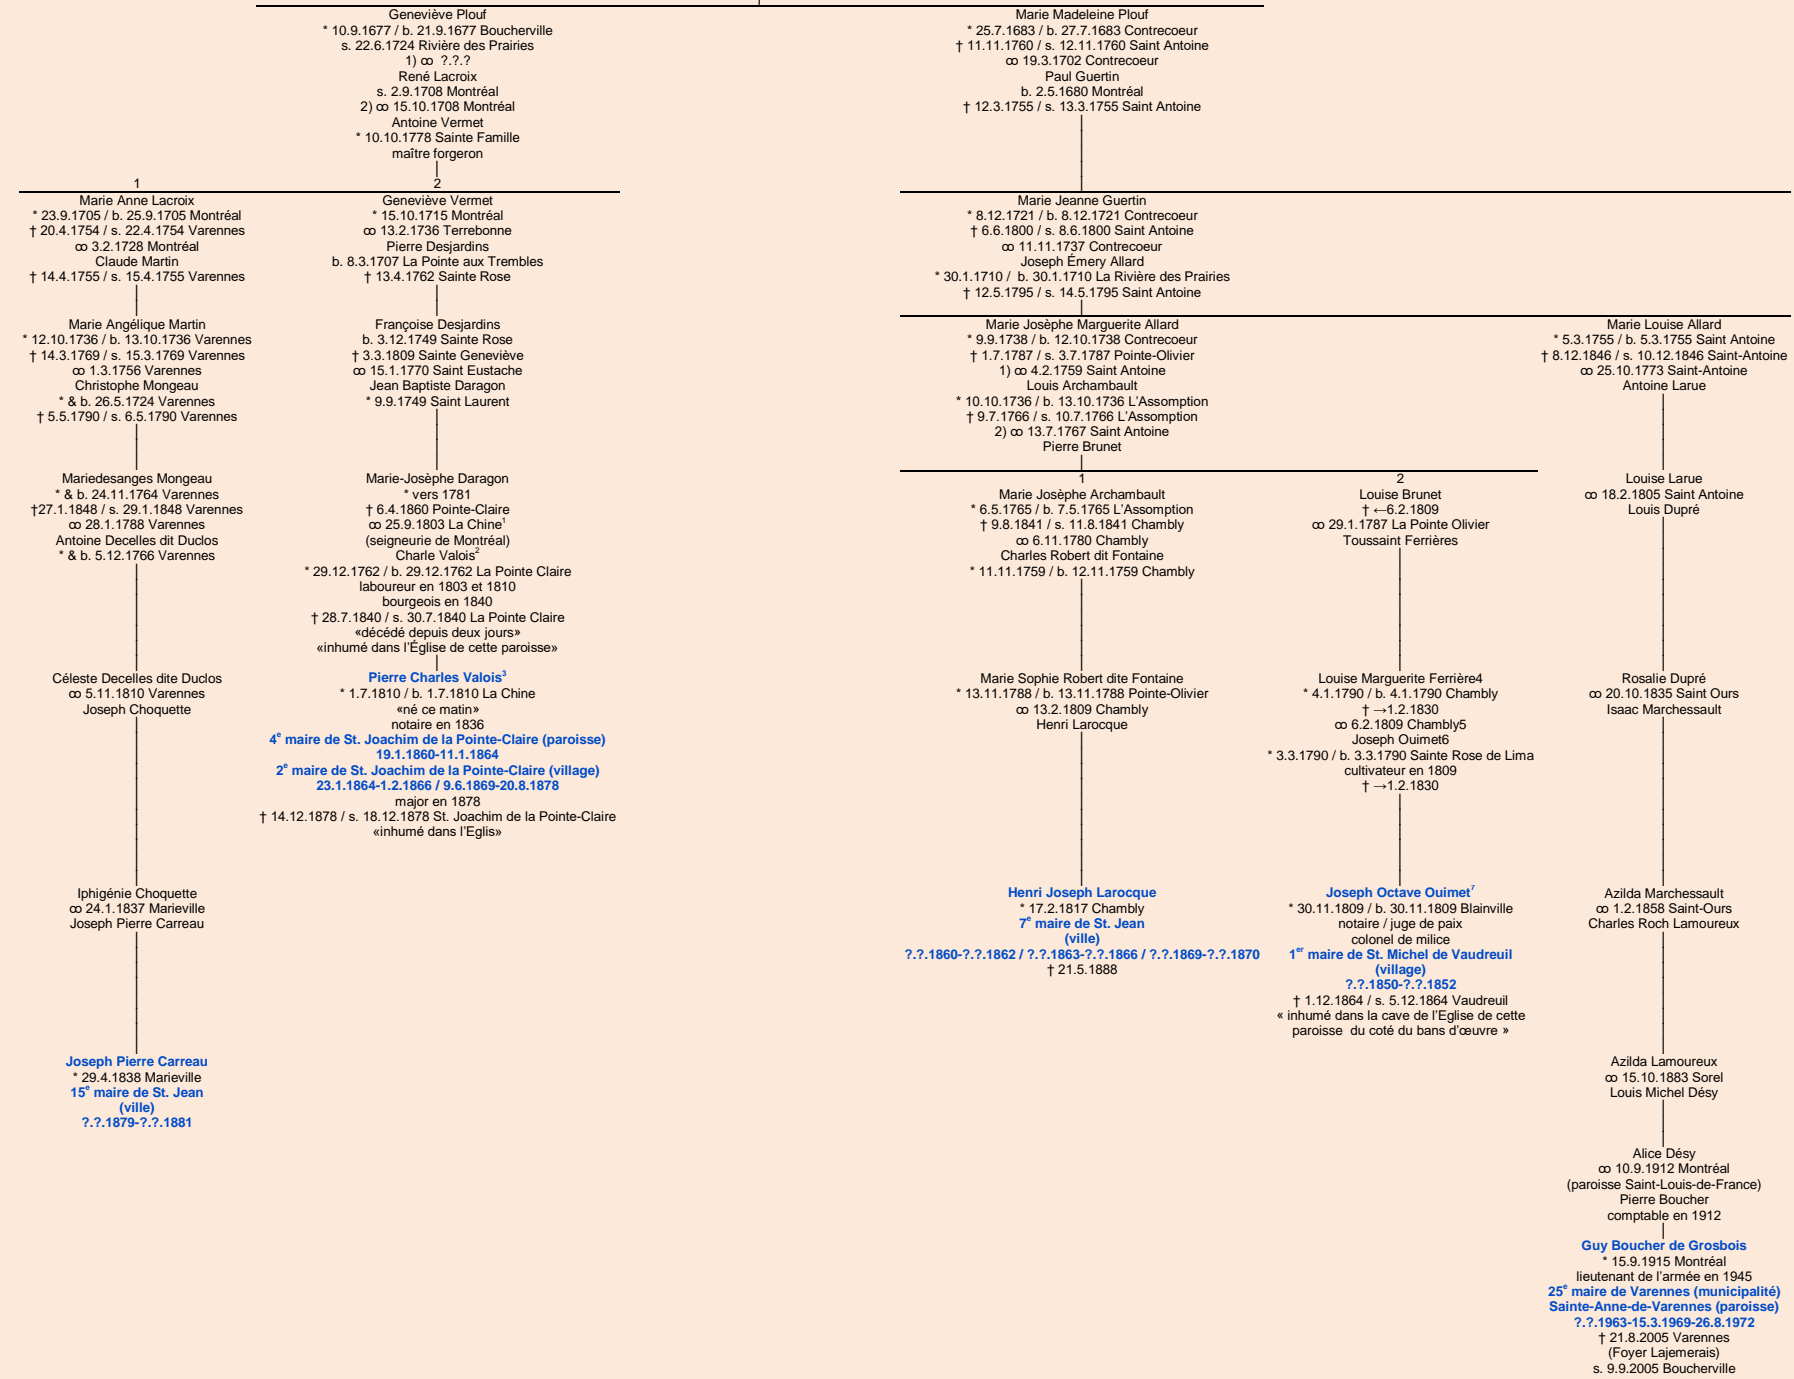 Geneviève Plouf
* 10.9.1677 / b. 21.9.1677 Boucherville
s. 22.6.1724 Rivière des Prairies
1) ꝏ ?.?.?
René Lacroix
s. 2.9.1708 Montréal
2) ꝏ 15.10.1708 Montréal
Antoine Vermet
* 10.10.1778 Sainte Famille
maître forgeron
Marie Madeleine Plouf
* 25.7.1683 / b. 27.7.1683 Contrecoeur
† 11.11.1760 / s. 12.11.1760 Saint Antoine
ꝏ 19.3.1702 Contrecoeur
Paul Guertin
b. 2.5.1680 Montréal
† 12.3.1755 / s. 13.3.1755 Saint Antoine
1
Marie Anne Lacroix
* 23.9.1705 / b. 25.9.1705 Montréal
† 20.4.1754 / s. 22.4.1754 Varennes
ꝏ 3.2.1728 Montréal
Claude Martin
† 14.4.1755 / s. 15.4.1755 Varennes
2
Geneviève Vermet
* 15.10.1715 Montréal
ꝏ 13.2.1736 Terrebonne
Pierre Desjardins
b. 8.3.1707 La Pointe aux Trembles
† 13.4.1762 Sainte Rose
Marie Jeanne Guertin
* 8.12.1721 / b. 8.12.1721 Contrecoeur
† 6.6.1800 / s. 8.6.1800 Saint Antoine
ꝏ 11.11.1737 Contrecoeur
Joseph Émery Allard
* 30.1.1710 / b. 30.1.1710 La Rivière des Prairies
† 12.5.1795 / s. 14.5.1795 Saint Antoine
Marie Angélique Martin
* 12.10.1736 / b. 13.10.1736 Varennes
† 14.3.1769 / s. 15.3.1769 Varennes
ꝏ 1.3.1756 Varennes
Christophe Mongeau
* & b. 26.5.1724 Varennes
† 5.5.1790 / s. 6.5.1790 Varennes
Françoise Desjardins
b. 3.12.1749 Sainte Rose
† 3.3.1809 Sainte Geneviève
ꝏ 15.1.1770 Saint Eustache
Jean Baptiste Daragon
* 9.9.1749 Saint Laurent
Marie Josèphe Marguerite Allard
* 9.9.1738 / b. 12.10.1738 Contrecoeur
† 1.7.1787 / s. 3.7.1787 Pointe-Olivier
1) ꝏ 4.2.1759 Saint Antoine
Louis Archambault
* 10.10.1736 / b. 13.10.1736 L'Assomption
† 9.7.1766 / s. 10.7.1766 L'Assomption
2) ꝏ 13.7.1767 Saint Antoine
Pierre Brunet
Marie Louise Allard
* 5.3.1755 / b. 5.3.1755 Saint Antoine
† 8.12.1846 / s. 10.12.1846 Saint-Antoine
ꝏ 25.10.1773 Saint-Antoine
Antoine Larue
Mariedesanges Mongeau
* & b. 24.11.1764 Varennes
†27.1.1848 / s. 29.1.1848 Varennes
ꝏ 28.1.1788 Varennes
Antoine Decelles dit Duclos
* & b. 5.12.1766 Varennes
Marie-Josèphe Daragon
* vers 1781
† 6.4.1860 Pointe-Claire
ꝏ 25.9.1803 La Chine¹
(seigneurie de Montréal)
Charle Valois²
* 29.12.1762 / b. 29.12.1762 La Pointe Claire
laboureur en 1803 et 1810
bourgeois en 1840
† 28.7.1840 / s. 30.7.1840 La Pointe Claire
«décédé depuis deux jours»
«inhumé dans l'Église de cette paroisse»
1
Marie Josèphe Archambault
* 6.5.1765 / b. 7.5.1765 L'Assomption
† 9.8.1841 / s. 11.8.1841 Chambly
ꝏ 6.11.1780 Chambly
Charles Robert dit Fontaine
* 11.11.1759 / b. 12.11.1759 Chambly
2
Louise Brunet
† ←6.2.1809
ꝏ 29.1.1787 La Pointe Olivier
Toussaint Ferrières
Louise Larue
ꝏ 18.2.1805 Saint Antoine
Louis Dupré
Céleste Decelles dite Duclos
ꝏ 5.11.1810 Varennes
Joseph Choquette
Pierre Charles Valois³
* 1.7.1810 / b. 1.7.1810 La Chine
«né ce matin»
notaire en 1836
4e maire de St. Joachim de la Pointe-Claire (paroisse)
19.1.1860-11.1.1864
2e maire de St. Joachim de la Pointe-Claire (village)
23.1.1864-1.2.1866 / 9.6.1869-20.8.1878
major en 1878
† 14.12.1878 / s. 18.12.1878 St. Joachim de la Pointe-Claire
«inhumé dans l'Eglis»
Marie Sophie Robert dite Fontaine
* 13.11.1788 / b. 13.11.1788 Pointe-Olivier
ꝏ 13.2.1809 Chambly
Henri Larocque
Louise Marguerite Ferrière4
* 4.1.1790 / b. 4.1.1790 Chambly
† →1.2.1830
ꝏ 6.2.1809 Chambly5
Joseph Ouimet6
* 3.3.1790 / b. 3.3.1790 Sainte Rose de Lima
cultivateur en 1809
† →1.2.1830
Rosalie Dupré
ꝏ 20.10.1835 Saint Ours
Isaac Marchessault
Iphigénie Choquette
ꝏ 24.1.1837 Marieville
Joseph Pierre Carreau
Henri Joseph Larocque
* 17.2.1817 Chambly
7e maire de St. Jean
(ville)
?.?.1860-?.?.1862 / ?.?.1863-?.?.1866 / ?.?.1869-?.?.1870
† 21.5.1888
Joseph Octave Ouimet⁷
* 30.11.1809 / b. 30.11.1809 Blainville
notaire / juge de paix
colonel de milice
1er maire de St. Michel de Vaudreuil
(village)
?.?.1850-?.?.1852
† 1.12.1864 / s. 5.12.1864 Vaudreuil
« inhumé dans la cave de l'Eglise de cette
paroisse du coté du bans d'œuvre »
Azilda Marchessault
ꝏ 1.2.1858 Saint-Ours
Charles Roch Lamoureux
Joseph Pierre Carreau
* 29.4.1838 Marieville
15e maire de St. Jean
(ville)
?.?.1879-?.?.1881
Azilda Lamoureux
ꝏ 15.10.1883 Sorel
Louis Michel Désy
Alice Désy
ꝏ 10.9.1912 Montréal
(paroisse Saint-Louis-de-France)
Pierre Boucher
comptable en 1912
Guy Boucher de Grosbois
* 15.9.1915 Montréal
lieutenant de l'armée en 1945
25e maire de Varennes (municipalité)
Sainte-Anne-de-Varennes (paroisse)
?.?.1963-15.3.1969-26.8.1972
† 21.8.2005 Varennes
(Foyer Lajemerais)
s. 9.9.2005 Boucherville